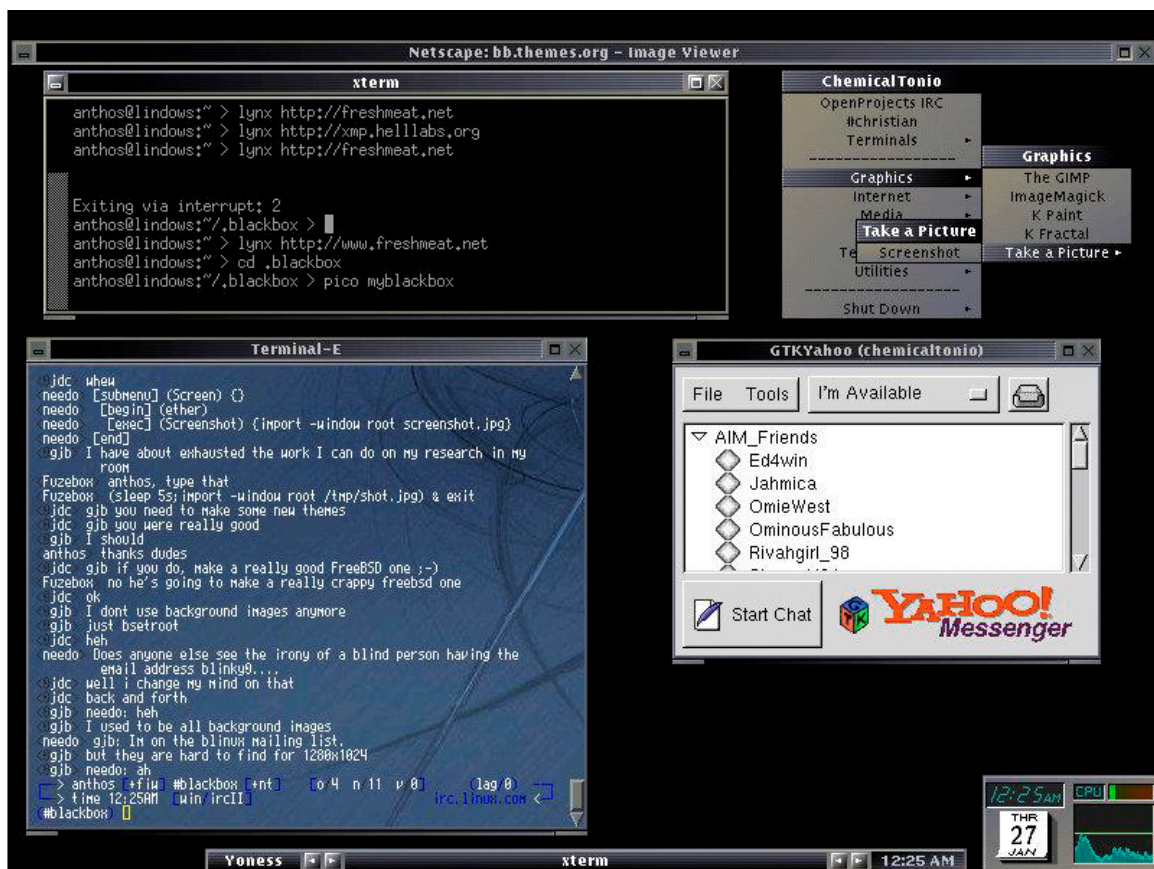 Netscape: bb.themes.org – Image Viewer
xterm
anthos@lindows:~ > lynx http://freshmeat.net
anthos@lindows:~ > lynx http://xmp.helllabs.org
anthos@lindows:~ > lynx http://freshmeat.net
Exiting via interrupt: 2
anthos@lindows:~/.blackbox >
anthos@lindows:~ > lynx http://www.freshmeat.net
anthos@lindows:~ > cd .blackbox
anthos@lindows:~/.blackbox > pico myblackbox
ChemicalTonio
OpenProjects IRC
#christian
Terminals
Graphics
Internet
Media
Take a Picture
Te
Screenshot
Utilities
Shut Down
Graphics
The GIMP
ImageMagick
K Paint
K Fractal
Take a Picture
Terminal-E
jdc> whew
needo> [submenu] (Screen) {}
needo> [begin] (ether)
needo> [exec] (Screenshot) {import -window root screenshot.jpg}
needo> [end]
gjb> I have about exhausted the work I can do on my research in my
room
Fuzebox> anthos, type that
Fuzebox> (sleep 5s;import -window root /tmp/shot.jpg) & exit
jdc> gjb you need to make some new themes
jdc> gjb you were really good
gjb> I should
anthos> thanks dudes
jdc> gjb if you do, make a really good FreeBSD one ;-)
Fuzebox> no he's going to make a really crappy freebsd one
jdc> ok
gjb> I dont use background images anymore
gjb> just bsetroot
jdc> heh
needo> Does anyone else see the irony of a blind person having the
email address blinky9....
jdc> well i change my mind on that
jdc> back and forth
gjb> needo: heh
gjb> I used to be all background images
needo> gjb: Im on the blinux mailing list.
gjb> but they are hard to find for 1280x1024
gjb> needo: ah
> anthos [+fiw] #blackbox [+nt] [o 4 n 11 v 0] (lag/0)
> time 12:25AM [win/ircII] irc.linux.com <
(#blackbox)
GTKYahoo (chemicaltonio)
File Tools I'm Available
AIM_Friends
Ed4win
Jahmica
OmieWest
OminousFabulous
Rivahgirl_98
Start Chat
GTK
YAHOO!
Messenger
12:25AM
CPU
THR
27
JAN
Yoness
xterm
12:25 AM